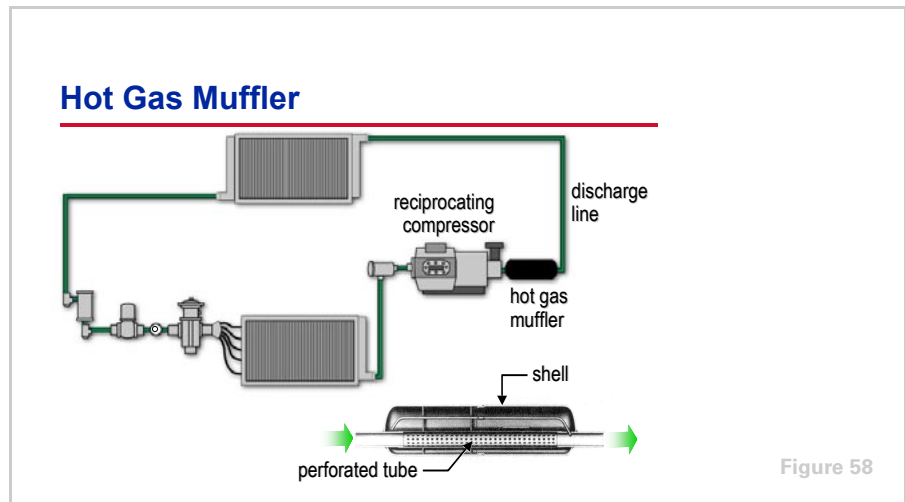 Hot Gas Muffler
discharge
line
reciprocating
compressor
hot gas
muffler
shell
perforated tube
Figure 58